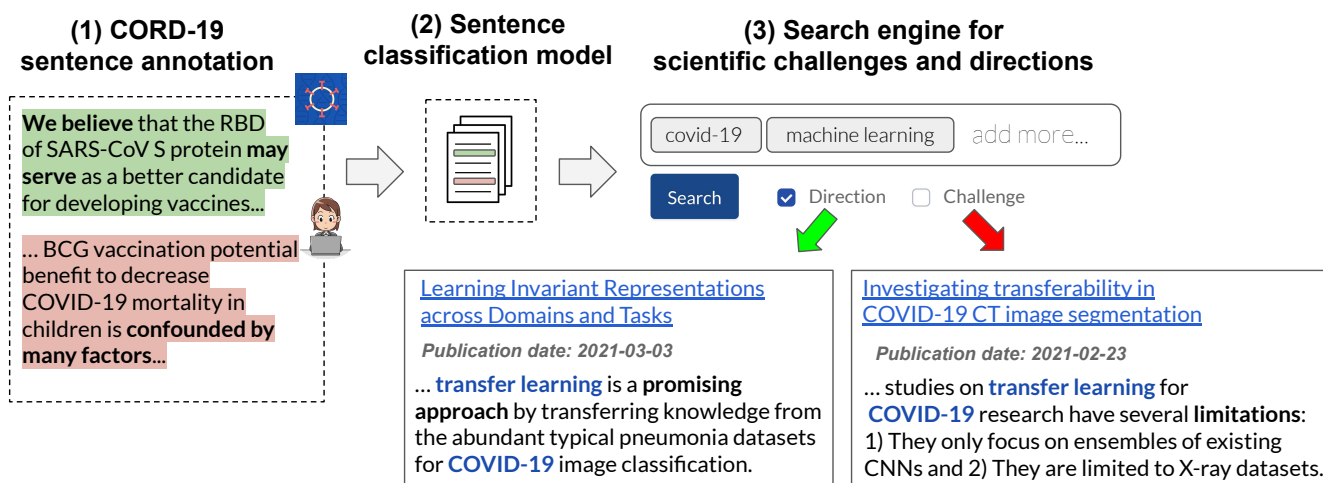 (1) CORD-19
sentence annotation
We believe that the RBD
of SARS-CoV S protein may
serve as a better candidate
for developing vaccines...
... BCG vaccination potential
benefit to decrease
COVID-19 mortality in
children is confounded by
many factors...
(2) Sentence
classification model
(3) Search engine for
scientific challenges and directions
covid-19 machine learning add more...
Search Direction Challenge
Learning Invariant Representations
across Domains and Tasks
Publication date: 2021-03-03
... transfer learning is a promising
approach by transferring knowledge from
the abundant typical pneumonia datasets
for COVID-19 image classification.
Investigating transferability in
COVID-19 CT image segmentation
Publication date: 2021-02-23
... studies on transfer learning for
COVID-19 research have several limitations:
1) They only focus on ensembles of existing
CNNs and 2) They are limited to X-ray datasets.